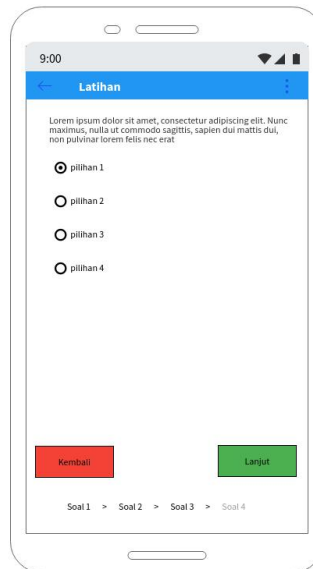 9:00
Latihan
Lorem ipsum dolor sit amet, consectetur adipiscing elit. Nunc
maximus, nulla ut commodo sagittis, sapien dui mattis dui,
non pulvinar lorem felis nec erat
pilihan 1
pilihan 2
pilihan 3
pilihan 4
Kembali Lanjut
Soal 1 > Soal 2 > Soal 3 > Soal 4